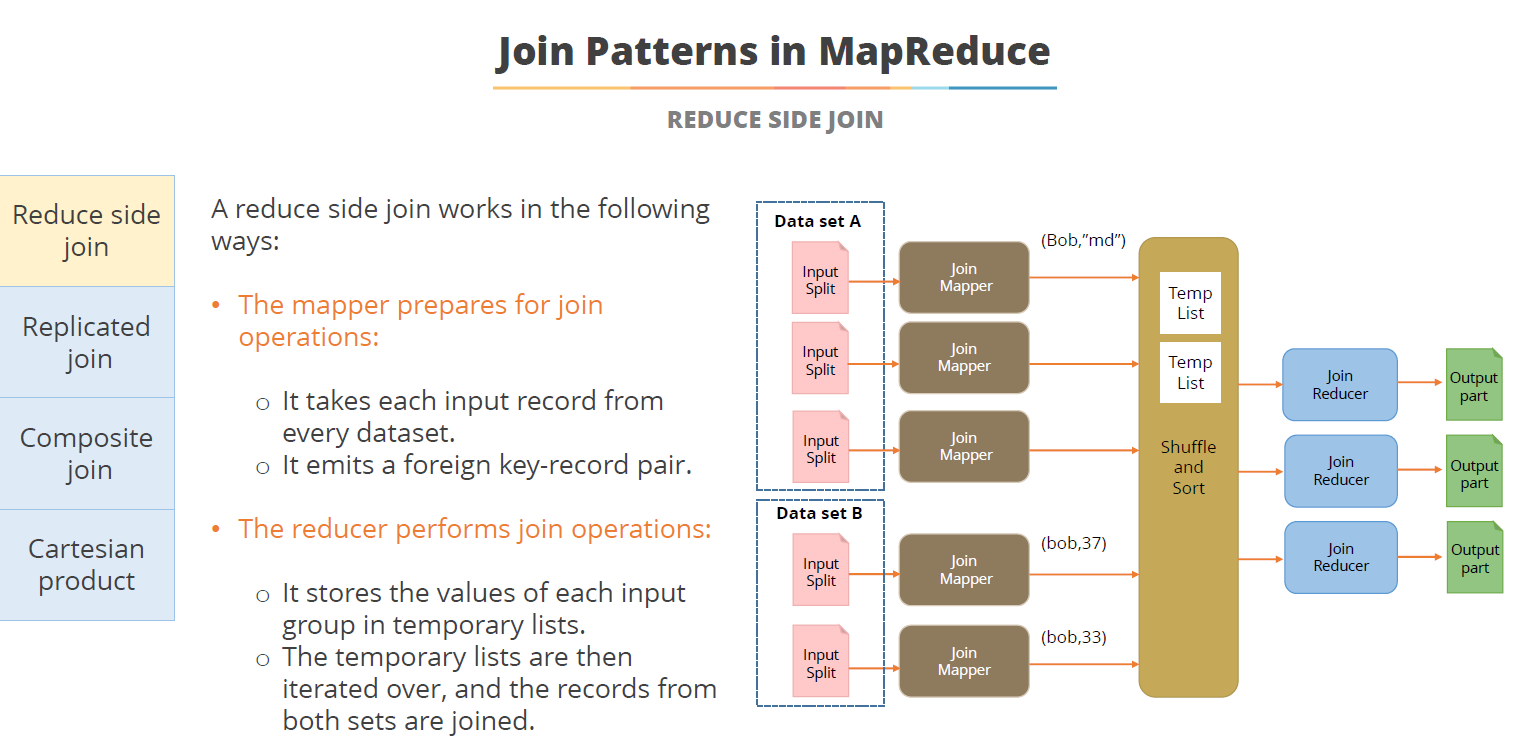 Join Patterns in MapReduce
REDUCE SIDE JOIN
Reduce side
join
Replicated
join
Composite
join
Cartesian
product
A reduce side join works in the following
ways:
• The mapper prepares for join
operations:
o It takes each input record from
every dataset.
o It emits a foreign key-record pair.
• The reducer performs join operations:
o It stores the values of each input
group in temporary lists.
o The temporary lists are then
iterated over, and the records from
both sets are joined.
Data set A
Input
Split
Join
Mapper
(Bob,”md”)
Input
Split
Join
Mapper
Input
Split
Join
Mapper
Data set B
Input
Split
Join
Mapper
(bob,37)
Input
Split
Join
Mapper
(bob,33)
Temp
List
Temp
List
Shuffle
and
Sort
Join
Reducer
Output
part
Join
Reducer
Output
part
Join
Reducer
Output
part